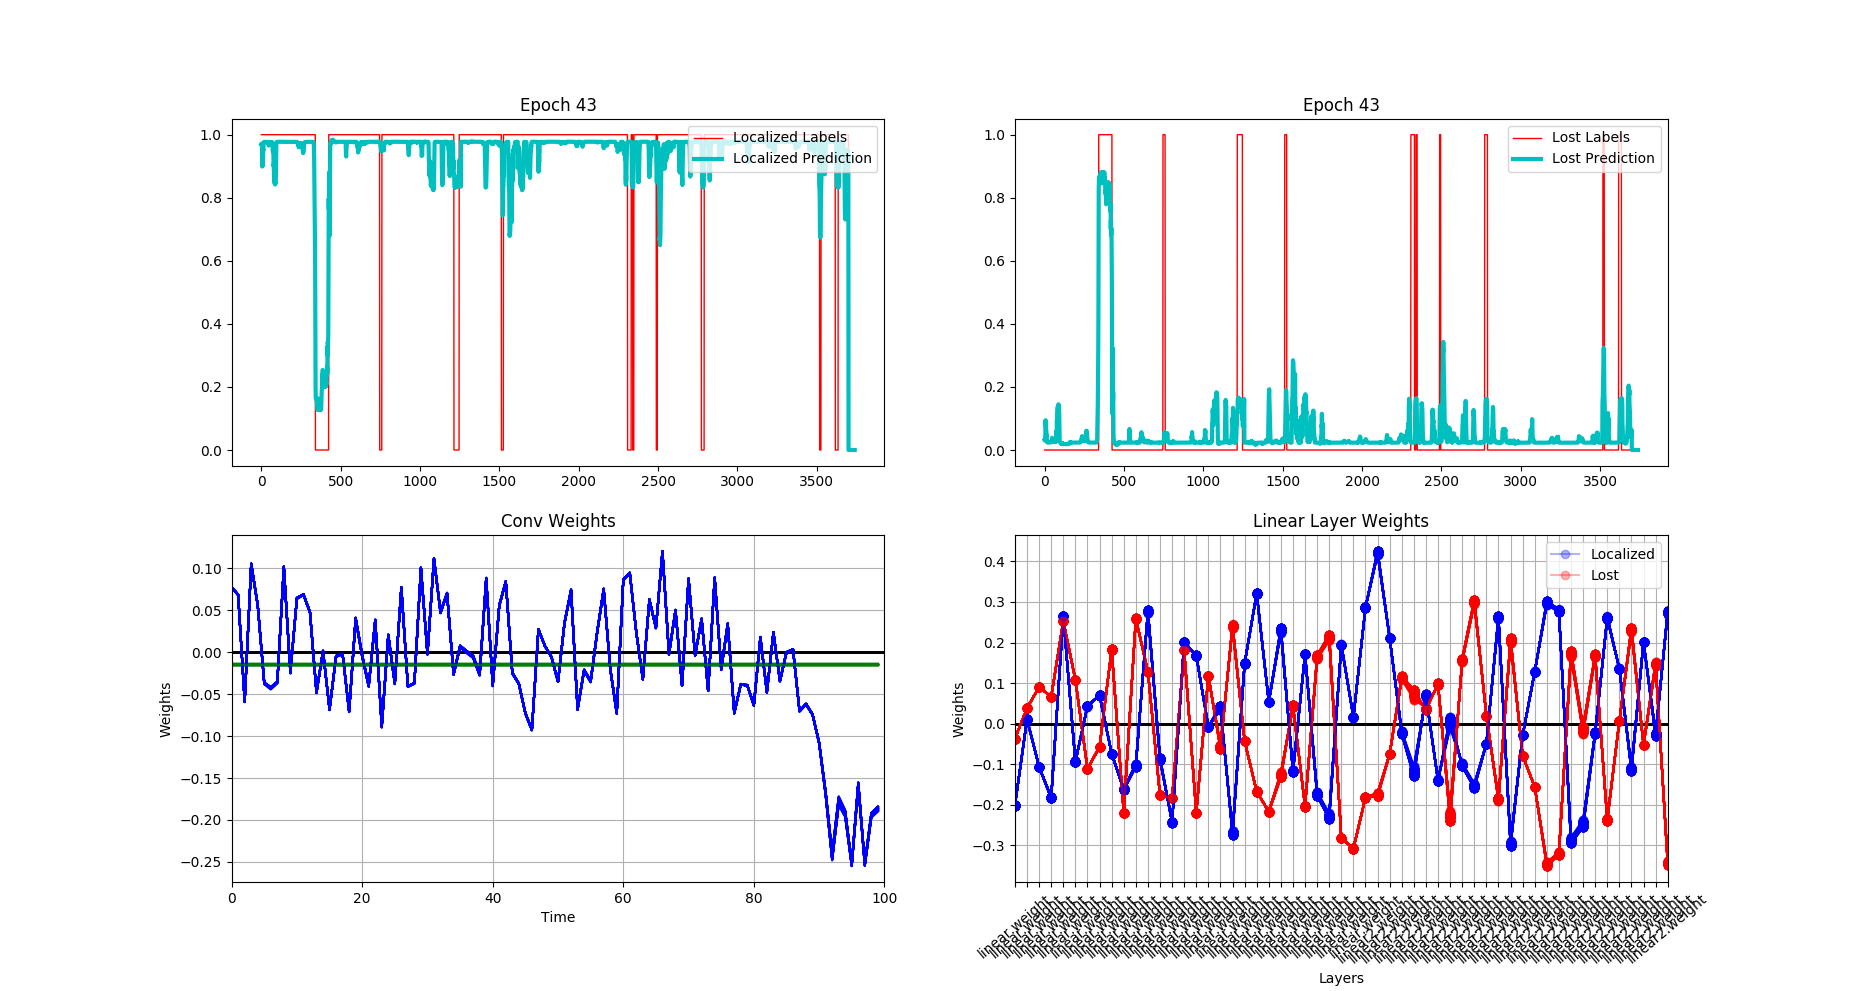 Epoch 43
1.0
0.8
0.6
0.4
0.2
0.0
0 500 1000 1500 2000 2500 3000 3500
Localized Labels
Localized Prediction
Epoch 43
1.0
0.8
0.6
0.4
0.2
0.0
0 500 1000 1500 2000 2500 3000 3500
Lost Labels
Lost Prediction
Conv Weights
Weights
0.10
0.05
0.00
−0.05
−0.10
−0.15
−0.20
−0.25
0 20 40 60 80 100
Time
Linear Layer Weights
Weights
0.4
0.3
0.2
0.1
0.0
−0.1
−0.2
−0.3
Localized
Lost
linear.weight
linear2.weight
Layers